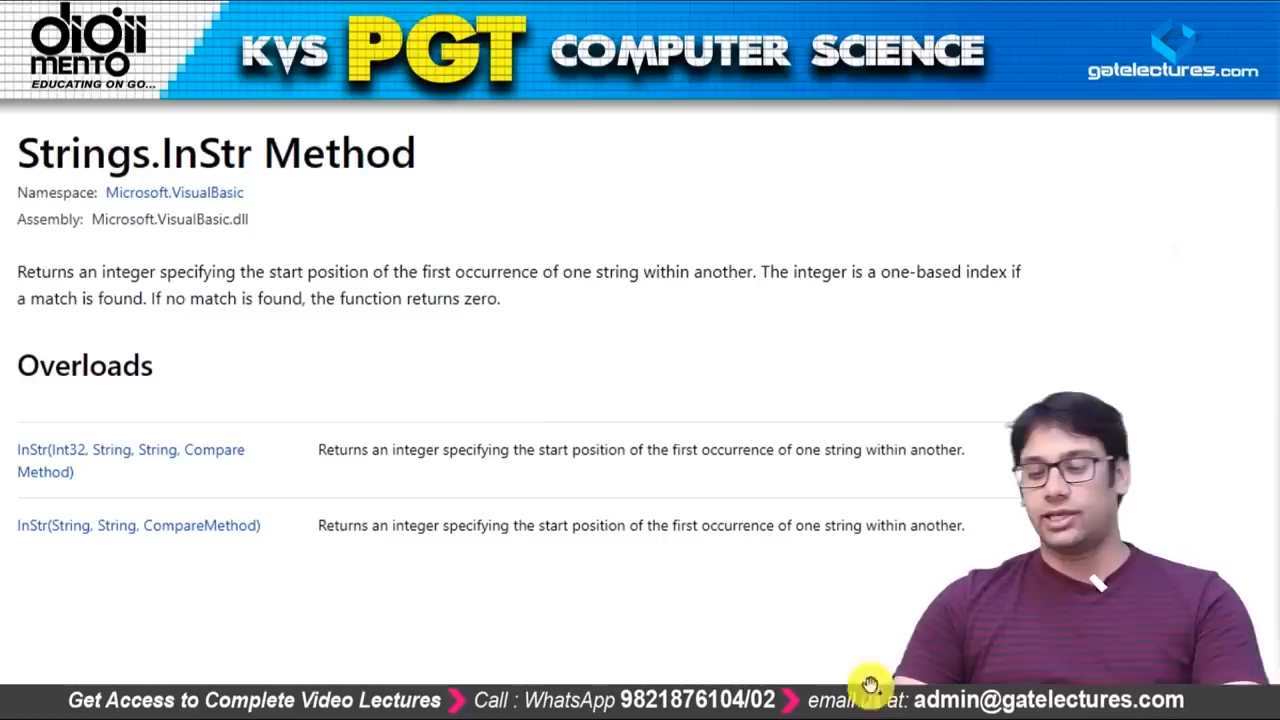 digii
MENTO
EDUCATING ON GO...
KVS PGT COMPUTER SCIENCE
gatelectures.com
Strings.InStr Method
Namespace: Microsoft.VisualBasic
Assembly: Microsoft.VisualBasic.dll
Returns an integer specifying the start position of the first occurrence of one string within another. The integer is a one-based index if
a match is found. If no match is found, the function returns zero.
Overloads
InStr(Int32, String, String, Compare
Method)
Returns an integer specifying the start position of the first occurrence of one string within another.
InStr(String, String, CompareMethod)
Returns an integer specifying the start position of the first occurrence of one string within another.
Get Access to Complete Video Lectures Call : WhatsApp 9821876104/02 email at: admin@gatelectures.com